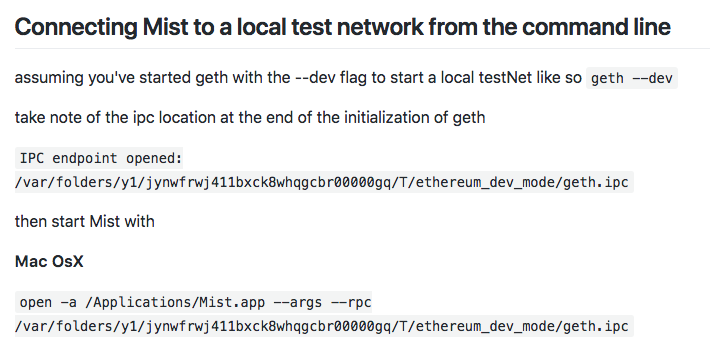 Connecting Mist to a local test network from the command line
assuming you've started geth with the --dev flag to start a local testNet like so geth --dev
take note of the ipc location at the end of the initialization of geth
IPC endpoint opened:
/var/folders/y1/jynwfrwj411bxck8whqgcbr00000gq/T/ethereum_dev_mode/geth.ipc
then start Mist with
Mac OsX
open -a /Applications/Mist.app --args --rpc
/var/folders/y1/jynwfrwj411bxck8whqgcbr00000gq/T/ethereum_dev_mode/geth.ipc